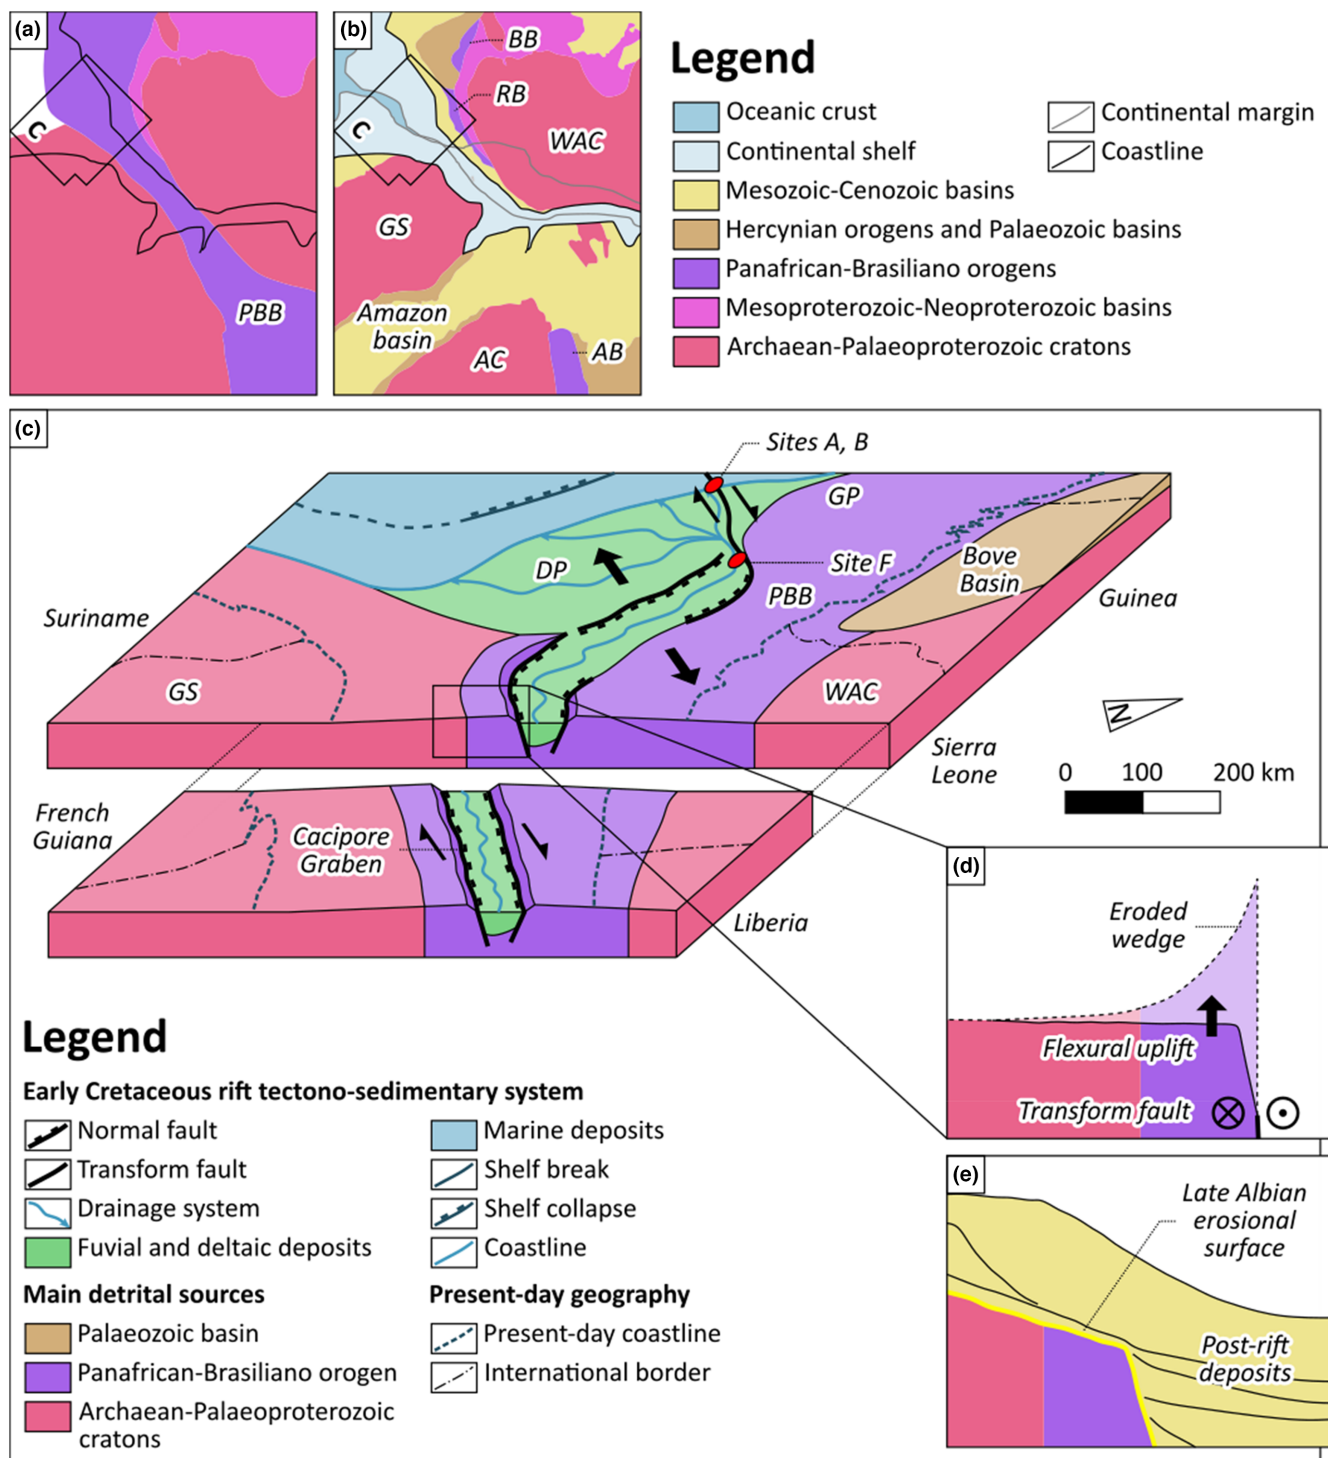 (a)
C
PBB
(b)
BB
RB
WAC
C
GS
Amazon
basin
AC
AB
Legend
Oceanic crust
Continental shelf
Mesozoic-Cenozoic basins
Hercynian orogens and Palaeozoic basins
Panafrican-Brasiliano orogens
Mesoproterozoic-Neoproterozoic basins
Archaean-Palaeoproterozoic cratons
Continental margin
Coastline
(c)
Sites A, B
GP
Site F
DP
PBB
Bove
Basin
Suriname
Guinea
GS
WAC
N
Sierra
Leone
0 100 200 km
French
Guiana
Cacipore
Graben
Liberia
(d)
Eroded
wedge
Flexural uplift
Transform fault
(e)
Late Albian
erosional
surface
Post-rift
deposits
Legend
Early Cretaceous rift tectono-sedimentary system
Normal fault
Transform fault
Drainage system
Fuvial and deltaic deposits
Marine deposits
Shelf break
Shelf collapse
Coastline
Main detrital sources
Palaeozoic basin
Panafrican-Brasiliano orogen
Archaean-Palaeoproterozoic
cratons
Present-day geography
Present-day coastline
International border